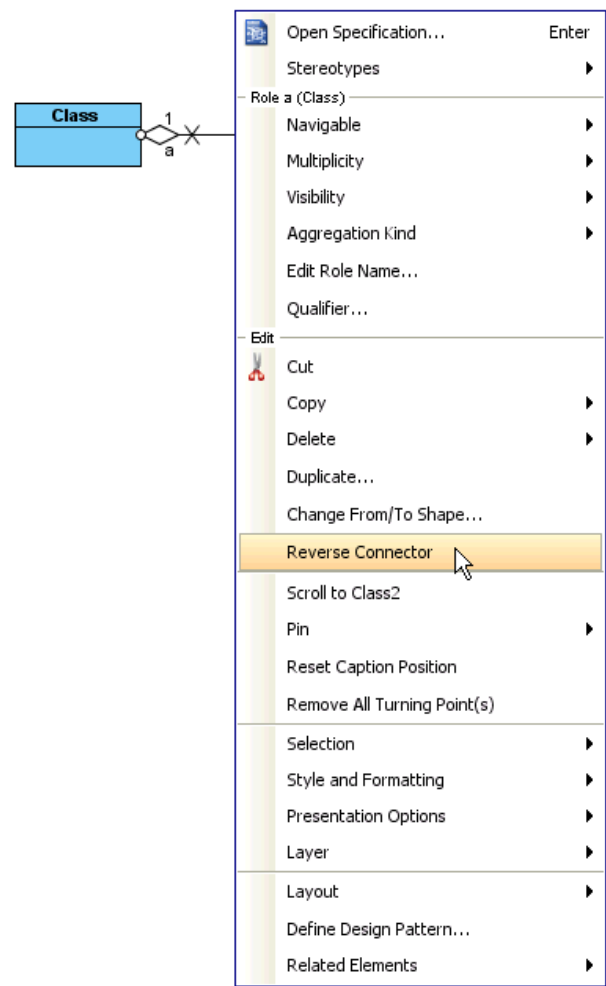 Open Specification... Enter
Stereotypes
Role a (Class)
Class
1
a
Navigable
Multiplicity
Visibility
Aggregation Kind
Edit Role Name...
Qualifier...
Edit
Cut
Copy
Delete
Duplicate...
Change From/To Shape...
Reverse Connector
Scroll to Class2
Pin
Reset Caption Position
Remove All Turning Point(s)
Selection
Style and Formatting
Presentation Options
Layer
Layout
Define Design Pattern...
Related Elements